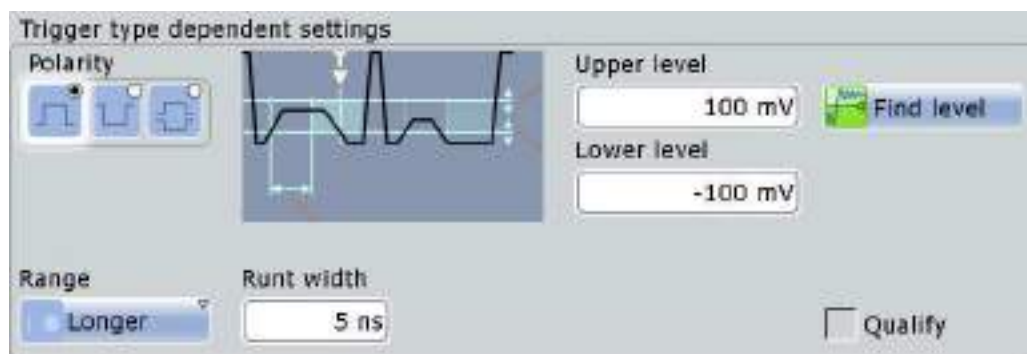 Trigger type dependent settings
Polarity
Upper level
100 mV
Find level
Lower level
-100 mV
Range
Runt width
Longer
5 ns
Qualify